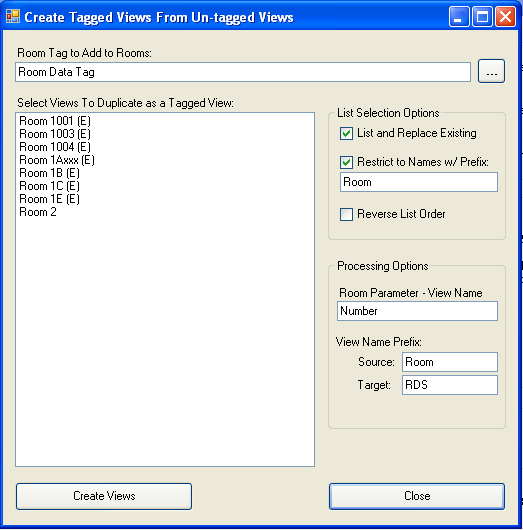 Create Tagged Views From Un-tagged Views
Room Tag to Add to Rooms:
Room Data Tag
...
Select Views To Duplicate as a Tagged View:
Room 1001 (E)
Room 1003 (E)
Room 1004 (E)
Room 1Axxx (E)
Room 1B (E)
Room 1C (E)
Room 1E (E)
Room 2
List Selection Options
List and Replace Existing
Restrict to Names w/ Prefix:
Room
Reverse List Order
Processing Options
Room Parameter - View Name
Number
View Name Prefix:
Source: Room
Target: RDS
Create Views
Close